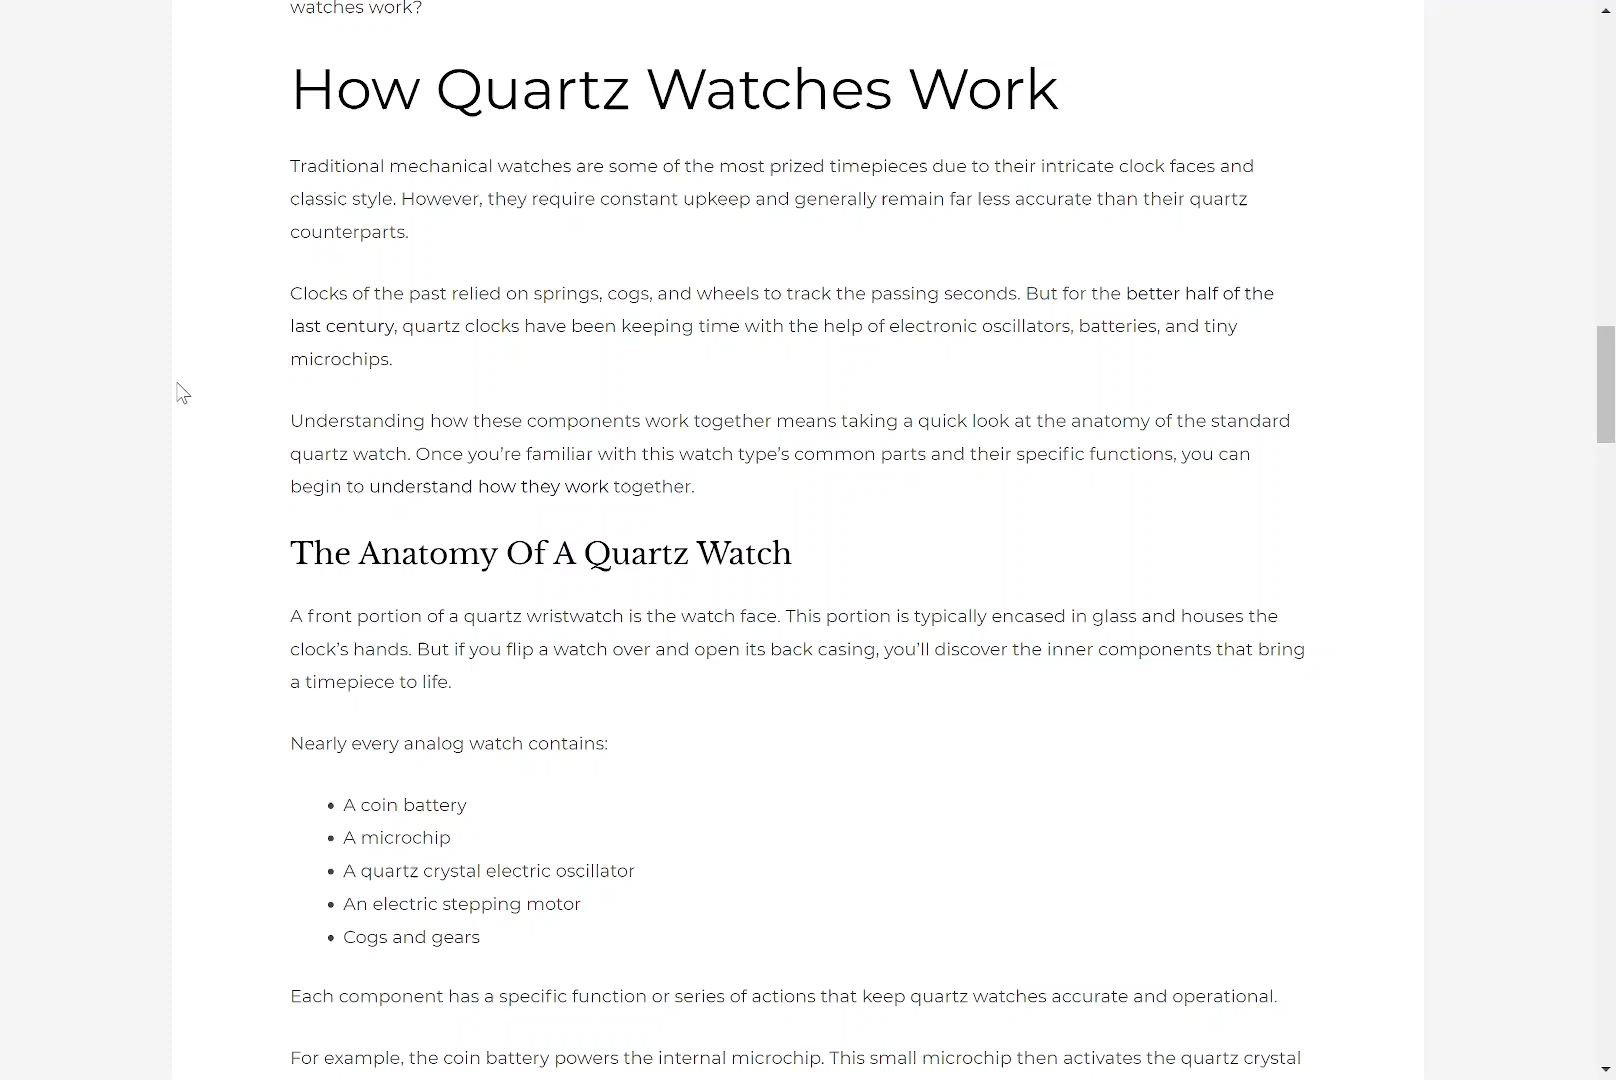 watches work?
How Quartz Watches Work
Traditional mechanical watches are some of the most prized timepieces due to their intricate clock faces and
classic style. However, they require constant upkeep and generally remain far less accurate than their quartz
counterparts.
Clocks of the past relied on springs, cogs, and wheels to track the passing seconds. But for the better half of the
last century, quartz clocks have been keeping time with the help of electronic oscillators, batteries, and tiny
microchips.
Understanding how these components work together means taking a quick look at the anatomy of the standard
quartz watch. Once you’re familiar with this watch type’s common parts and their specific functions, you can
begin to understand how they work together.
The Anatomy Of A Quartz Watch
A front portion of a quartz wristwatch is the watch face. This portion is typically encased in glass and houses the
clock’s hands. But if you flip a watch over and open its back casing, you’ll discover the inner components that bring
a timepiece to life.
Nearly every analog watch contains:
• A coin battery
• A microchip
• A quartz crystal electric oscillator
• An electric stepping motor
• Cogs and gears
Each component has a specific function or series of actions that keep quartz watches accurate and operational.
For example, the coin battery powers the internal microchip. This small microchip then activates the quartz crystal